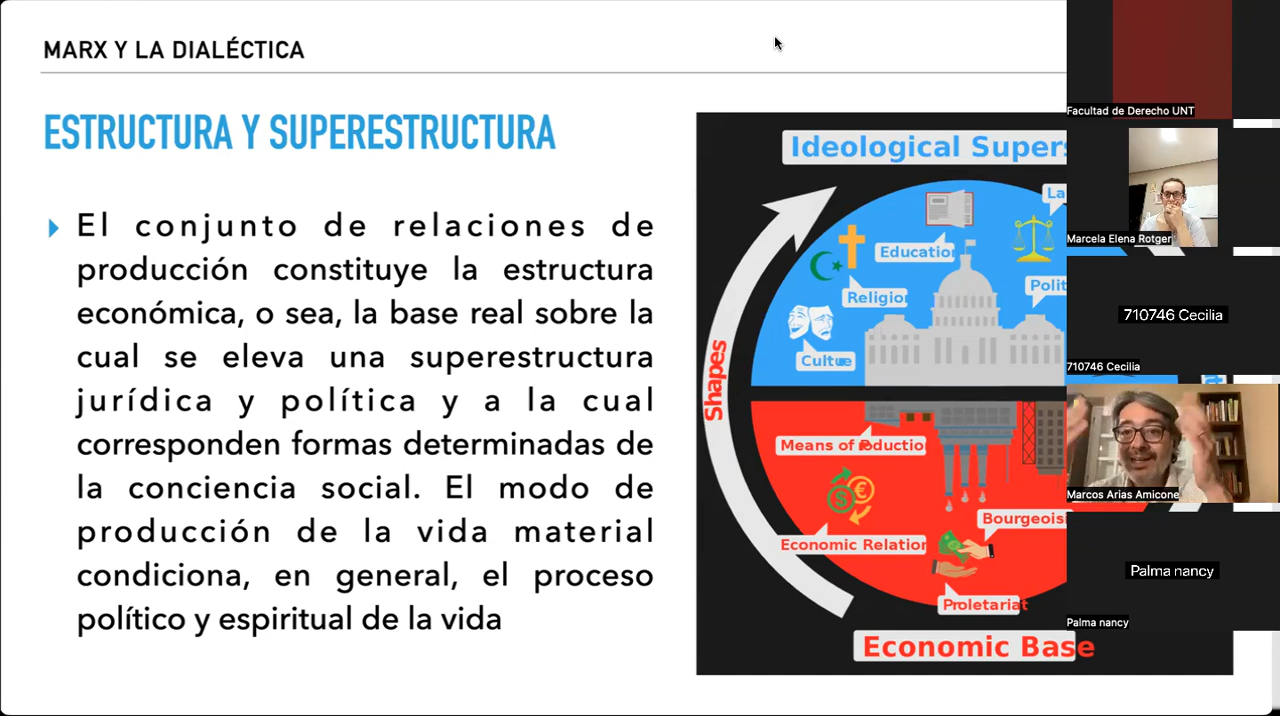 MARX Y LA DIALÉCTICA
ESTRUCTURA Y SUPERESTRUCTURA
El conjunto de relaciones de
producción constituye la estructura
económica, o sea, la base real sobre la
cual se eleva una superestructura
jurídica y política y a la cual
corresponden formas determinadas de
la conciencia social. El modo de
producción de la vida material
condiciona, en general, el proceso
político y espiritual de la vida
Ideological Supers
La
Education
Religion
Polit
Culture
Shapes
Means of Production
Economic Relation
Bourgeoisi
Proletariat
Economic Base
Facultad de Derecho UNT
Marcela Elena Rotger
710746 Cecilia
710746 Cecilia
Marcos Arias Amicone
Palma nancy
Palma nancy